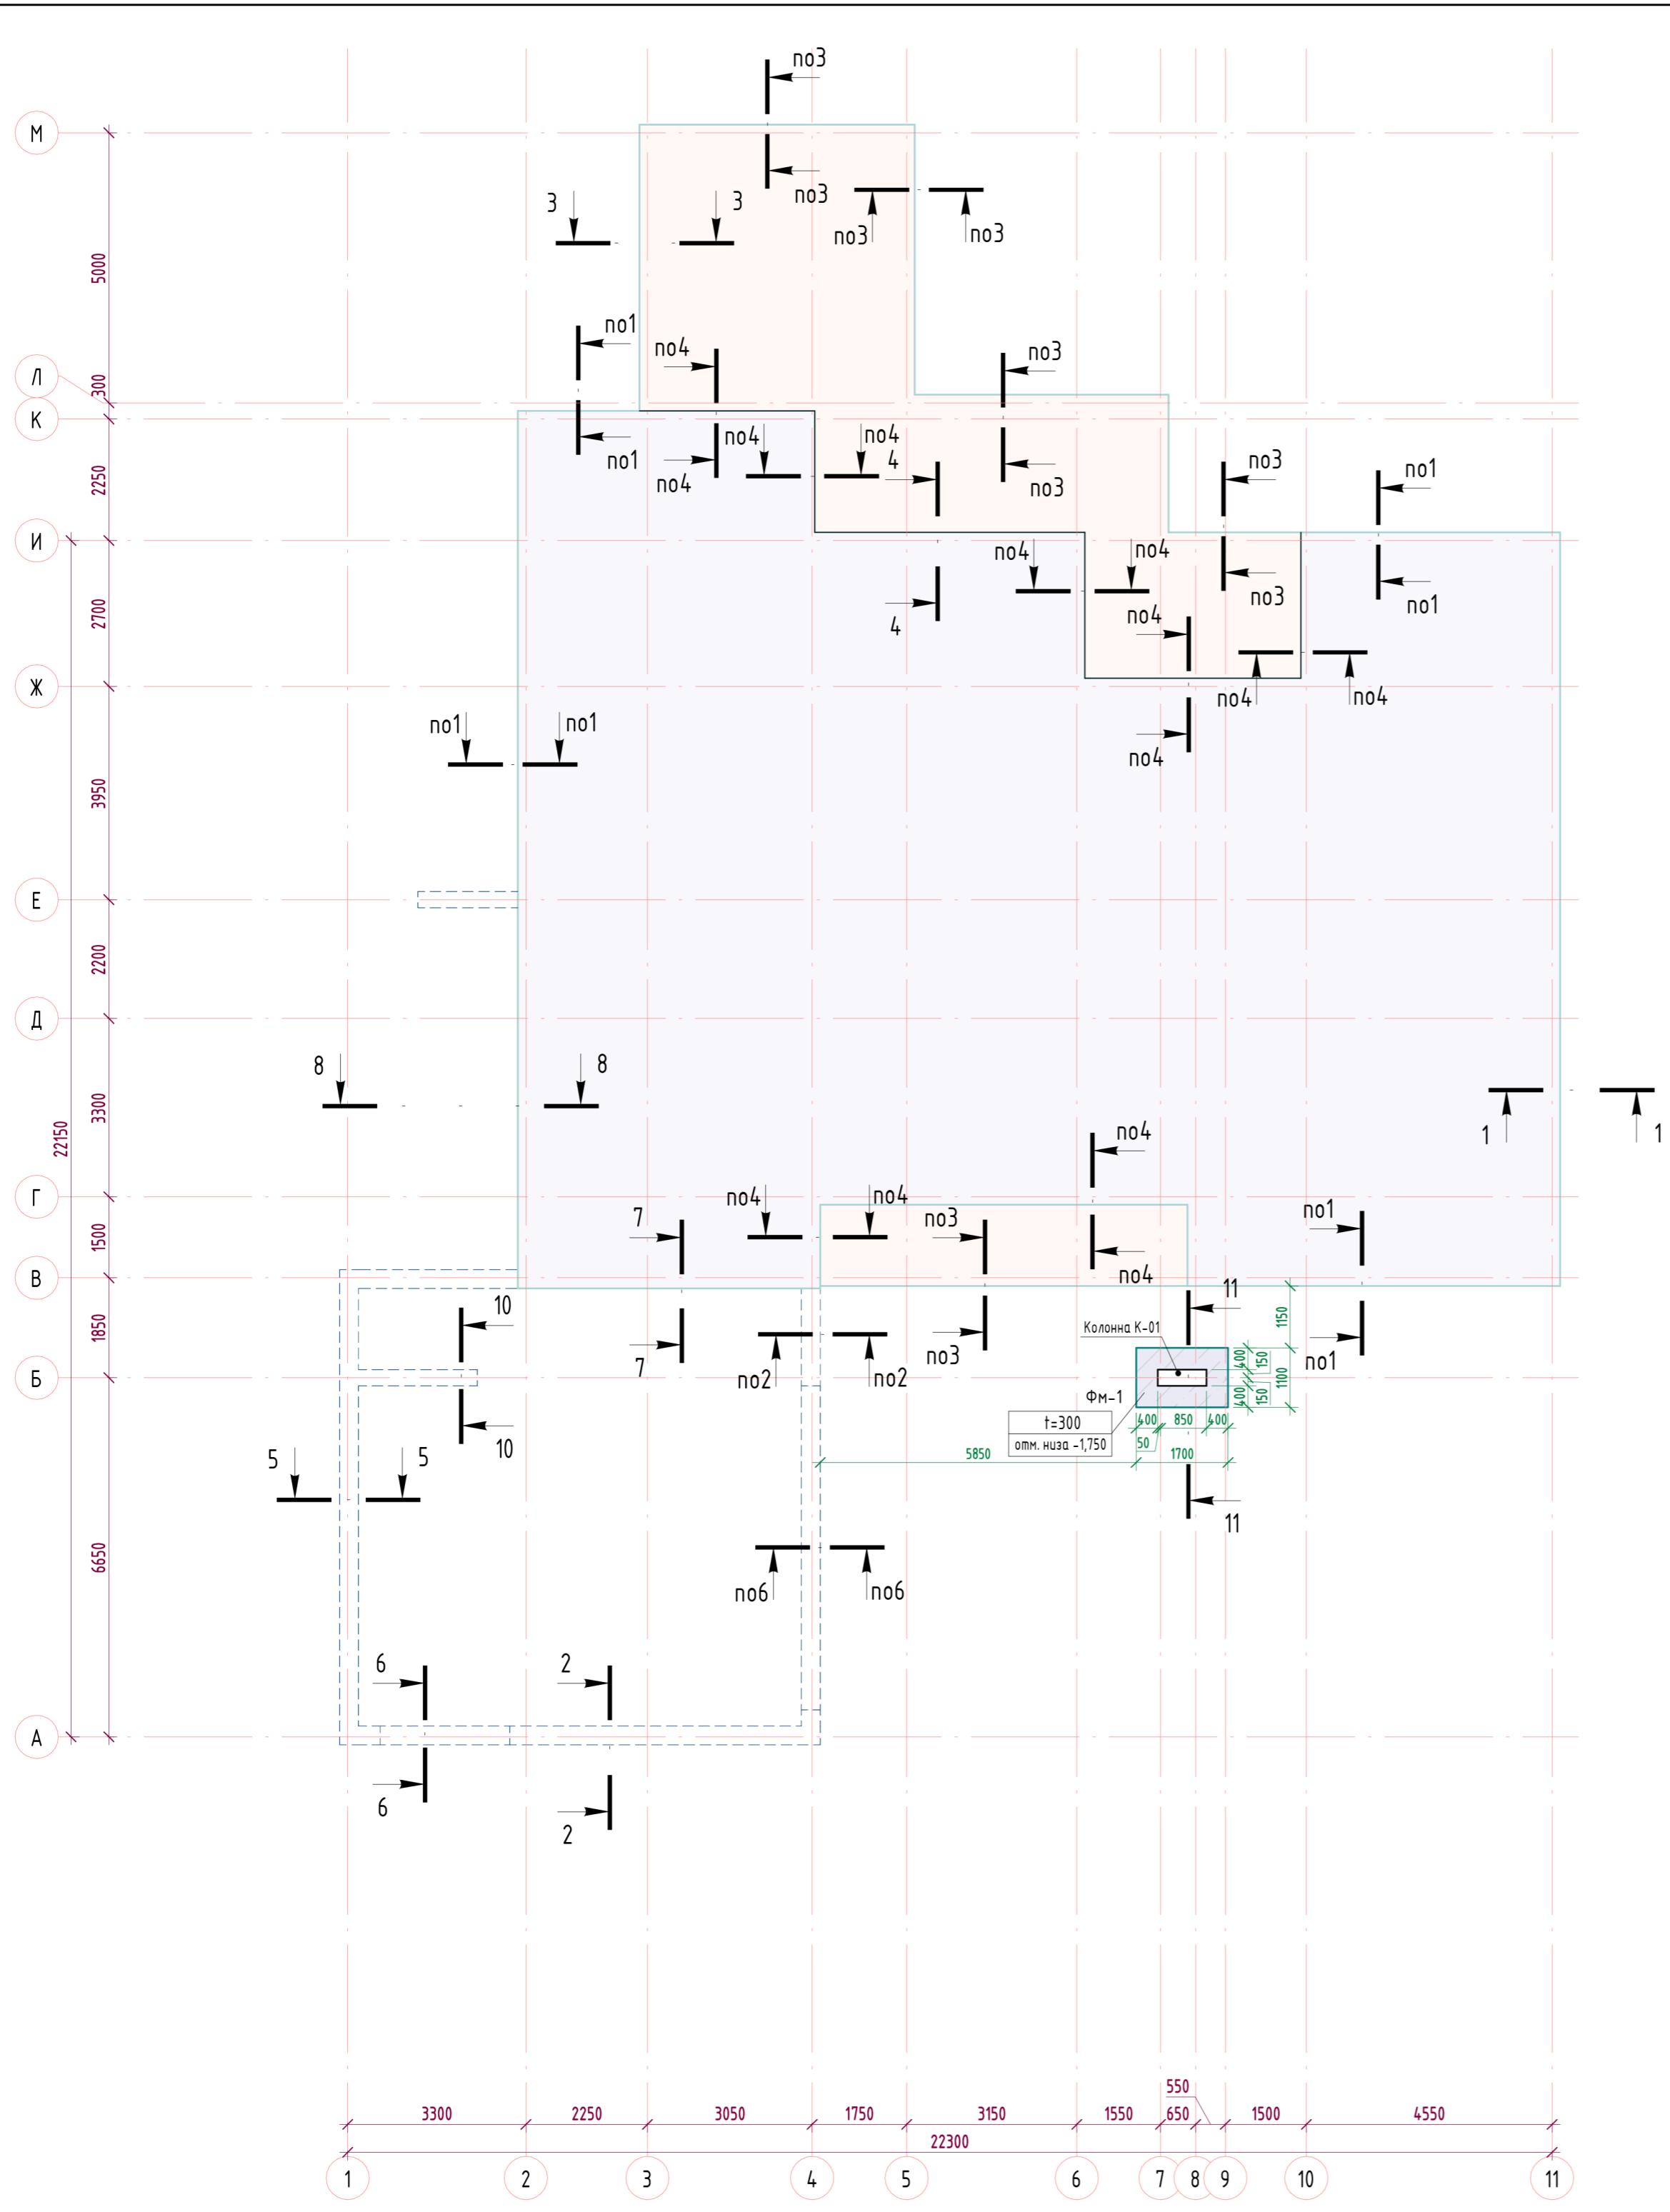 по3
М
по3
3
3
по3
по3
5000
по1
по4
по3
Л
300
К
по4
по4
4
по1
по4
2250
по3
по3
по1
И
по4
по4
2700
по4
по3
по1
4
Ж
по4
по4
по1
по1
по4
3950
Е
2200
Д
8
8
3300
22150
1
1
по4
Г
по4
по4
7
по3
по1
1500
В
по4
11
10
1850
1150
Колонна К-01
Б
7
по3
по1
по2
по2
400
150
1100
400
150
Фм-1
t=300
отм. низа -1,750
400
850
400
50
5850
1700
10
5
5
11
6650
по6
по6
6
2
А
6
2
550
3300
2250
3050
1750
3150
1550
650
1500
4550
22300
1
2
3
4
5
6
7
8
9
10
11